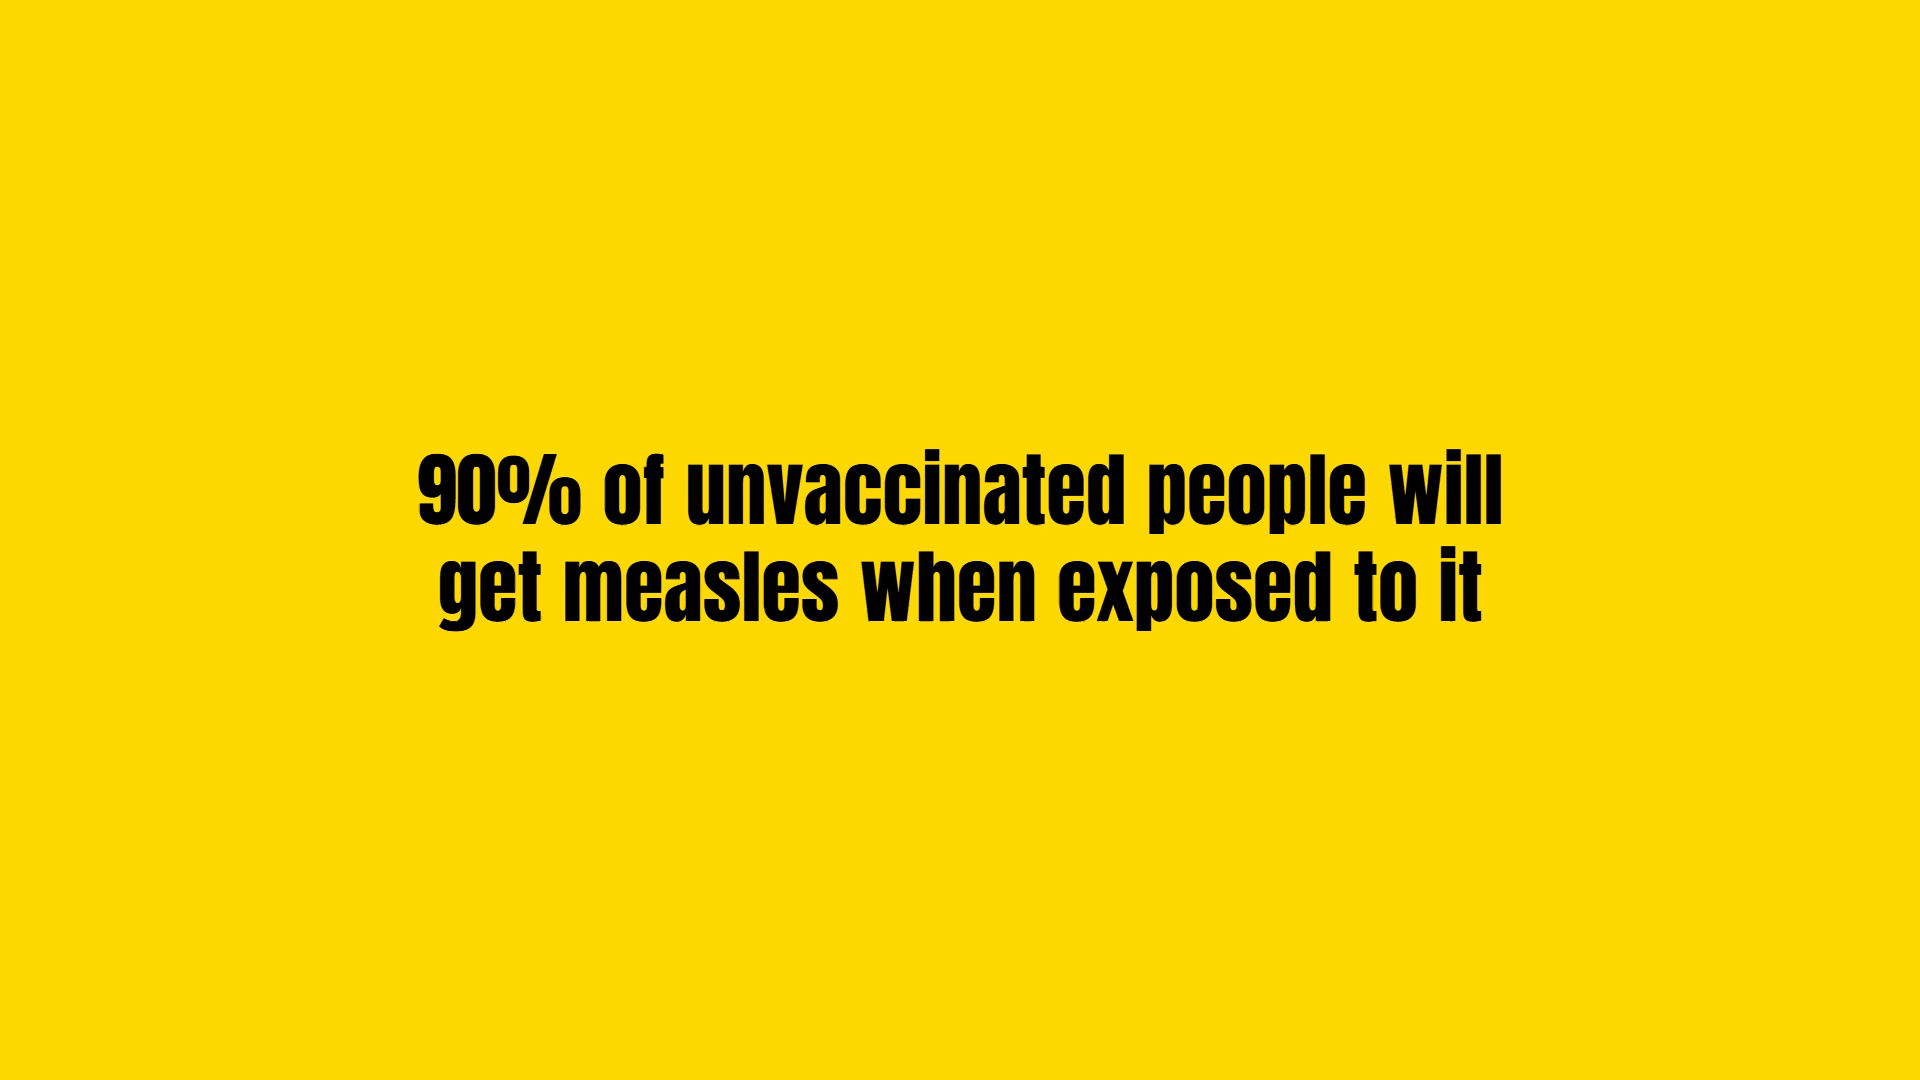 90% of unvaccinated people will
get measles when exposed to it